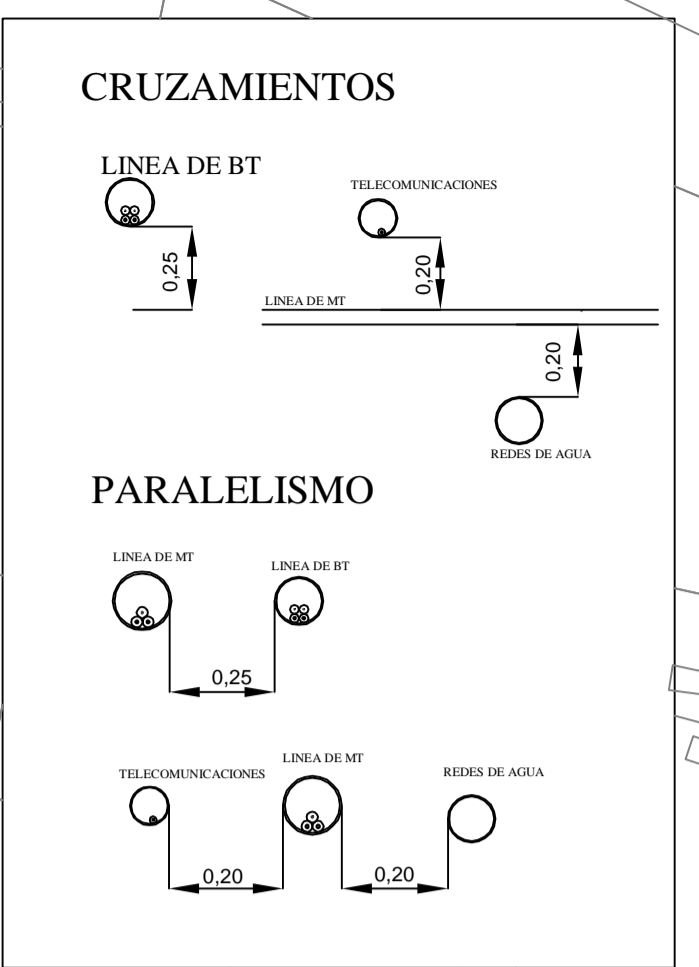 CRUZAMIENTOS
LINEA DE BT
TELECOMUNICACIONES
0,25
0,20
LINEA DE MT
0,20
REDES DE AGUA
PARALELISMO
LINEA DE MT
LINEA DE BT
0,25
LINEA DE MT
TELECOMUNICACIONES
REDES DE AGUA
0,20
0,20